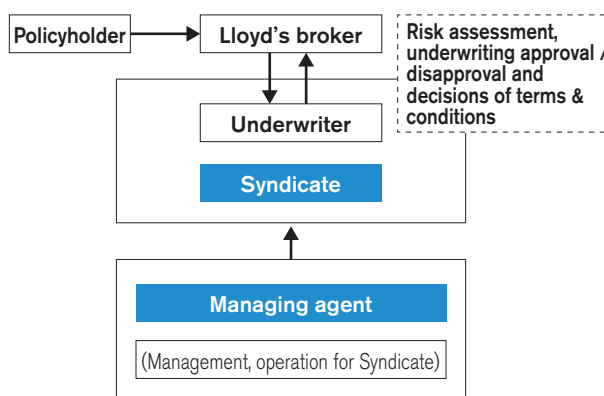 Policyholder
Lloyd's broker
Risk assessment,
underwriting approval /
disapproval and
decisions of terms &
conditions
Underwriter
Syndicate
Managing agent
(Management, operation for Syndicate)